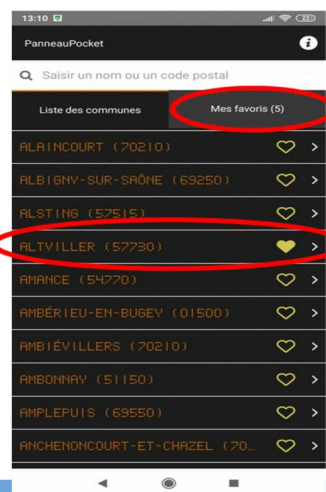 13:10
22
PanneauPocket
i
Saisir un nom ou un code postal
Liste des communes
Mes favoris (5)
ALAINCOURT (70210)
ALBIGNY-SUR-SAÔNE (69250)
ALSTING (57515)
ALTVILLER (57730)
AMANCE (54770)
AMBÉRIEU-EN-BUGEY (01500)
AMBIÉVILLERS (70210)
AMBONNAY (51150)
AMPLEPUIS (69550)
ANCHENONCOURT-ET-CHAZEL (70...